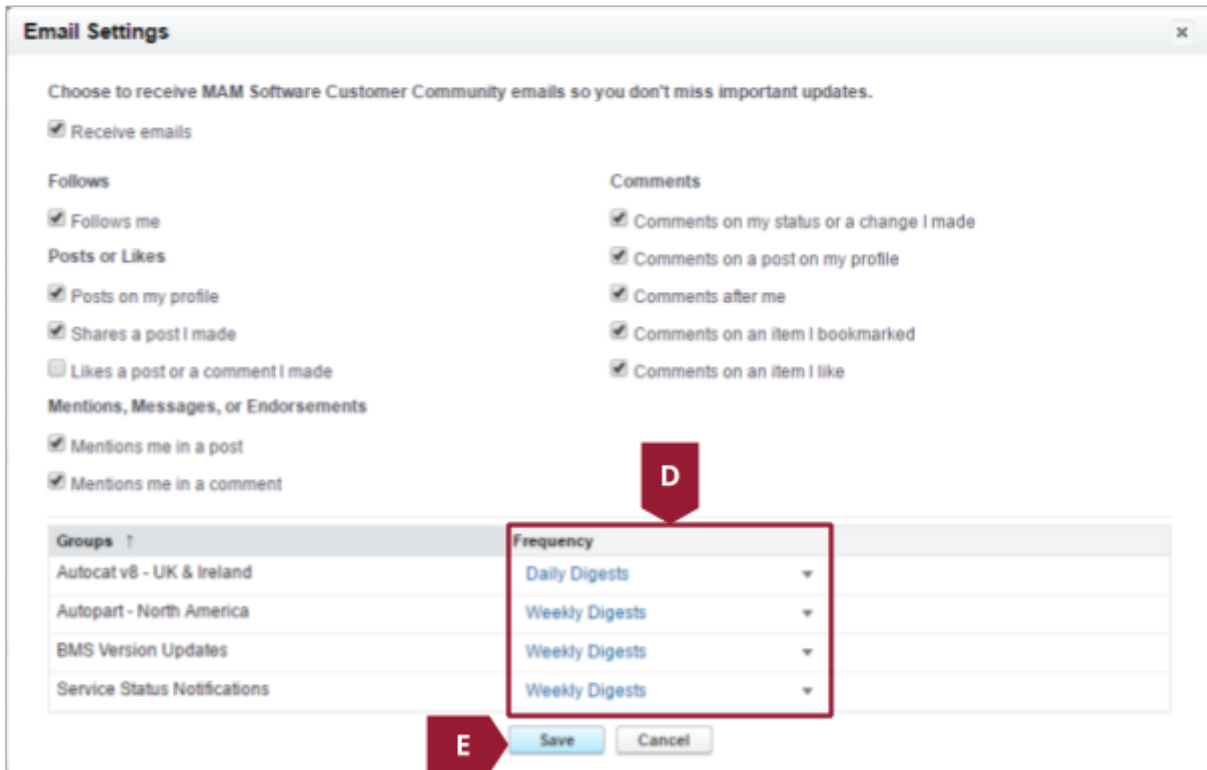 Email Settings
Choose to receive MAM Software Customer Community emails so you don't miss important updates.
Receive emails
Follows
Follows me
Posts or Likes
Posts on my profile
Shares a post I made
Likes a post or a comment I made
Mentions, Messages, or Endorsements
Mentions me in a post
Mentions me in a comment
Comments
Comments on my status or a change I made
Comments on a post on my profile
Comments after me
Comments on an item I bookmarked
Comments on an item I like
D
Groups ↑ Frequency
Autocat v8 - UK & Ireland Daily Digests
Autopart - North America Weekly Digests
BMS Version Updates Weekly Digests
Service Status Notifications Weekly Digests
E Save Cancel